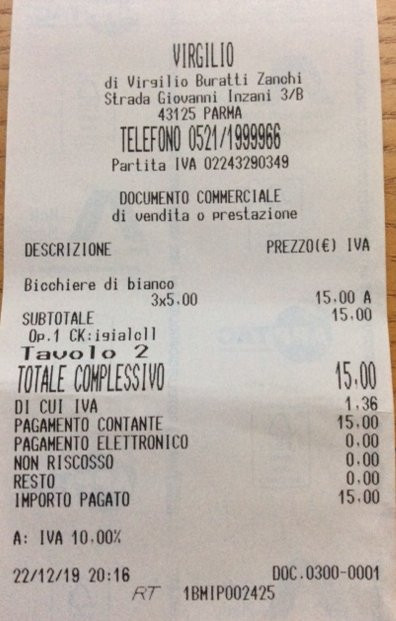 VIRGILIO
di Virgilio Buratti Zanchi
Strada Giovanni Inzani 3/B
43125 PARMA
TELEFONO 0521/1999966
Partita IVA 02243290349
DOCUMENTO COMMERCIALE
di vendita o prestazione
DESCRIZIONE PREZZO(€) IVA
Bicchiere di bianco
3x5.00 15.00 A
SUBTOTALE 15.00
Op.1 CK:igialcll
Tavolo 2
TOTALE COMPLESSIVO 15.00
DI CUI IVA 1.36
PAGAMENTO CONTANTE 15.00
PAGAMENTO ELETTRONICO 0.00
NON RISCOSSO 0.00
RESTO 0.00
IMPORTO PAGATO 15.00
A: IVA 10.00%
22/12/19 20:16 DOC.0300-0001
RT 1BMIP002425